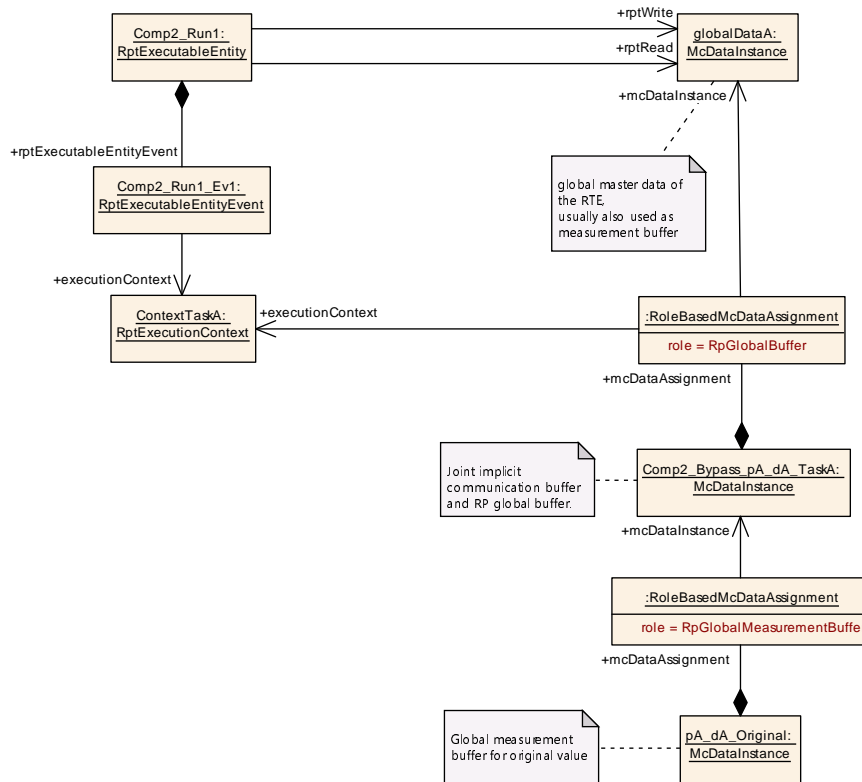 Comp2_Run1:
RptExecutableEntity
+rptWrite
+rptRead
globalDataA:
McDataInstance
+mcDataInstance
+rptExecutableEntityEvent
Comp2_Run1_Ev1:
RptExecutableEntityEvent
global master data of
the RTE,
usually also used as
measurement buffer
+executionContext
ContextTaskA:
RptExecutionContext
+executionContext
:RoleBasedMcDataAssignment
role = RpGlobalBuffer
+mcDataAssignment
Joint implicit
communication buffer
and RP global buffer.
Comp2_Bypass_pA_dA_TaskA:
McDataInstance
+mcDataInstance
:RoleBasedMcDataAssignment
role = RpGlobalMeasurementBuffe
+mcDataAssignment
Global measurement
buffer for original value
pA_dA_Original:
McDataInstance